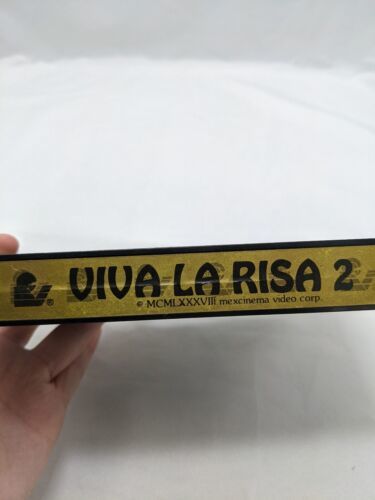 VIVA LA RISA 2
® © MCMLXXXVIII mexcinema video corp.